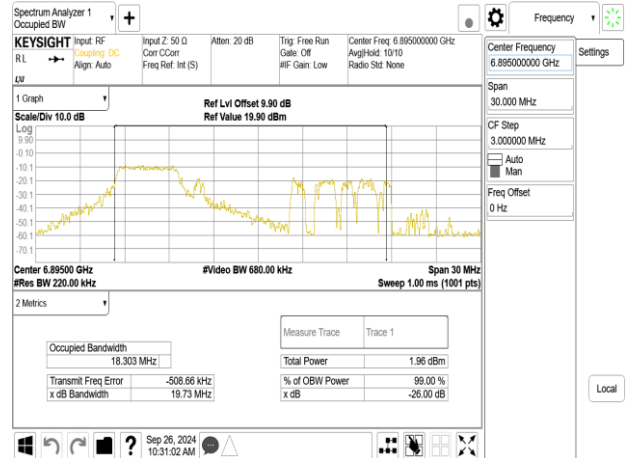 Spectrum Analyzer 1
Occupied BW
Frequency
KEYSIGHT
Input: RF
Coupling: DC
Align: Auto
Input Z: 50 Ω
Corr CCorr
Freq Ref: Int (S)
Atten: 20 dB
Trig: Free Run
Gate: Off
#IF Gain: Low
Center Freq: 6.895000000 GHz
Avg|Hold: 10/10
Radio Std: None
RL
Center Frequency
6.895000000 GHz
Settings
Span
30.000 MHz
CF Step
3.000000 MHz
Auto
Man
Freq Offset
0 Hz
Local
1 Graph
Scale/Div 10.0 dB
Ref Lvl Offset 9.90 dB
Ref Value 19.90 dBm
Log
9.90
-0.10
-10.1
-20.1
-30.1
-40.1
-50.1
-60.1
-70.1
Center 6.89500 GHz
#Video BW 680.00 kHz
Span 30 MHz
#Res BW 220.00 kHz
Sweep 1.00 ms (1001 pts)
2 Metrics
Measure Trace Trace 1
Occupied Bandwidth
18.303 MHz
Total Power 1.96 dBm
Transmit Freq Error -508.66 kHz
% of OBW Power 99.00 %
x dB Bandwidth 19.73 MHz
x dB -26.00 dB
Sep 26, 2024
10:31:02 AM